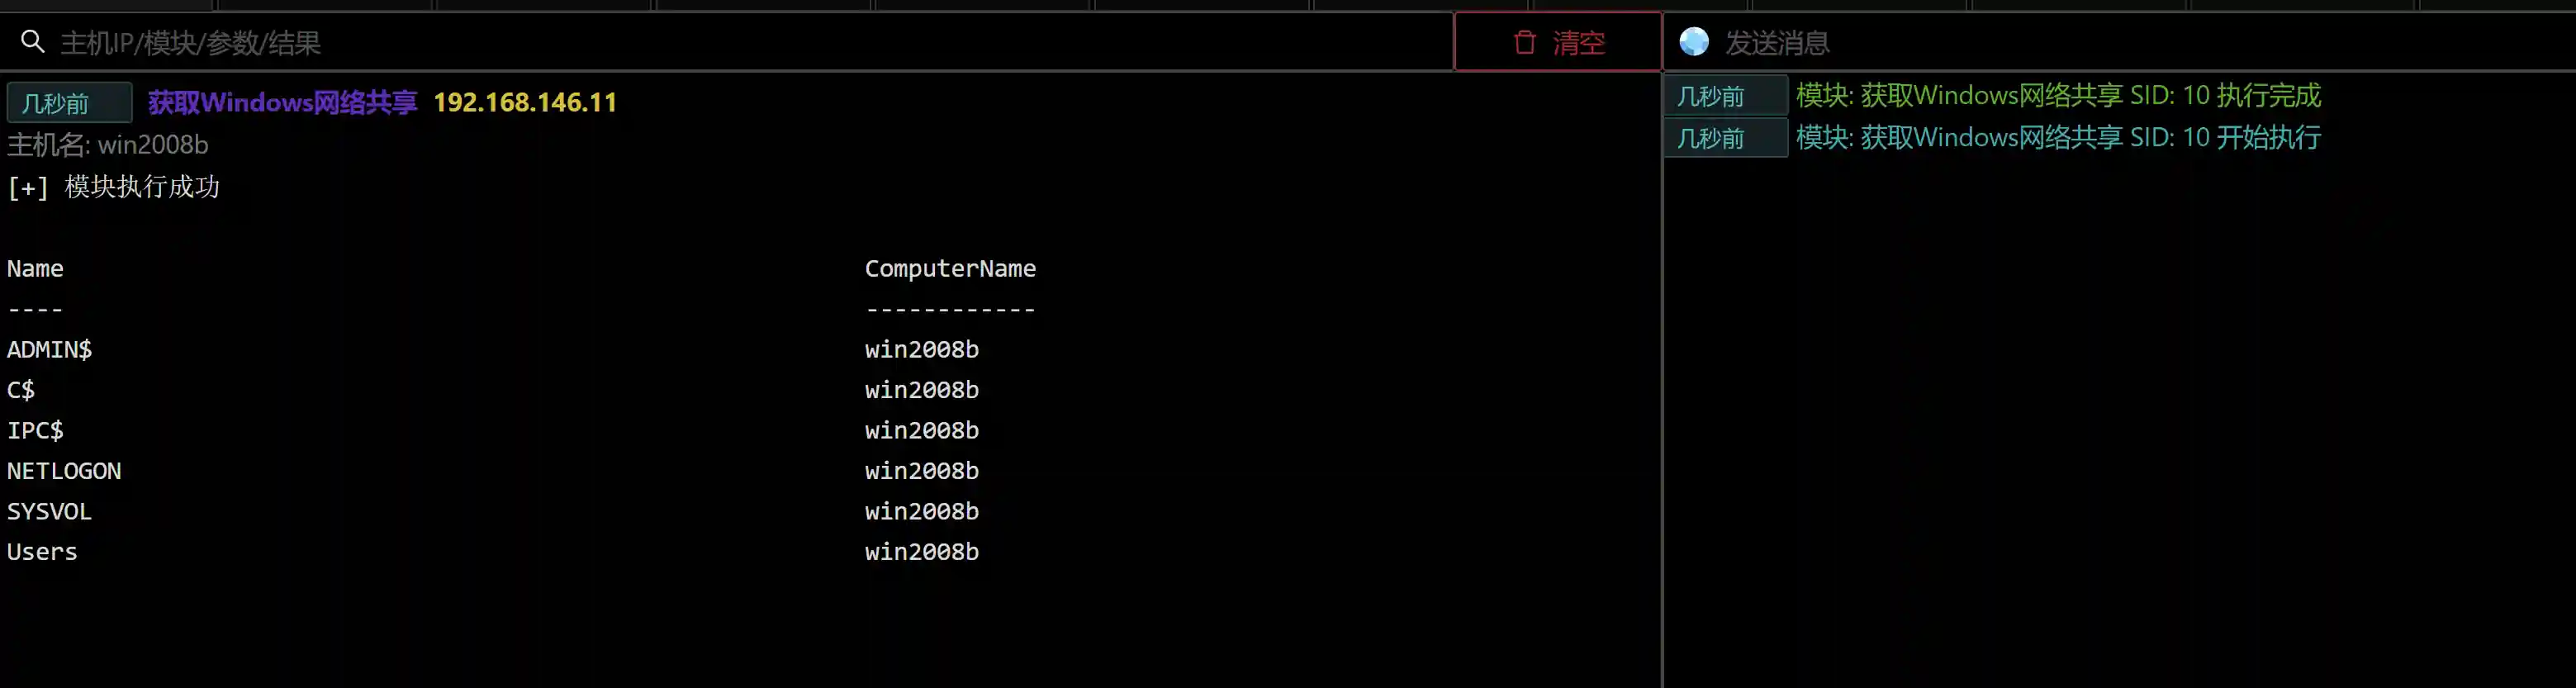 主机IP/模块/参数/结果
清空
发送消息
几秒前 获取Windows网络共享 192.168.146.11
主机名: win2008b
[+] 模块执行成功
Name ComputerName
---- ------------
ADMIN$ win2008b
C$ win2008b
IPC$ win2008b
NETLOGON win2008b
SYSVOL win2008b
Users win2008b
几秒前 模块: 获取Windows网络共享 SID: 10 执行完成
几秒前 模块: 获取Windows网络共享 SID: 10 开始执行